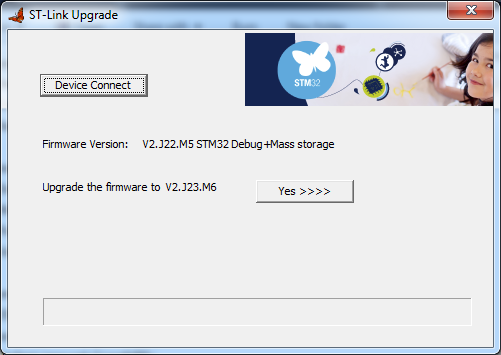 ST-Link Upgrade
STM32
Device Connect
Firmware Version: V2.J22.M5 STM32 Debug+Mass storage
Upgrade the firmware to V2.J23.M6
Yes >>>>